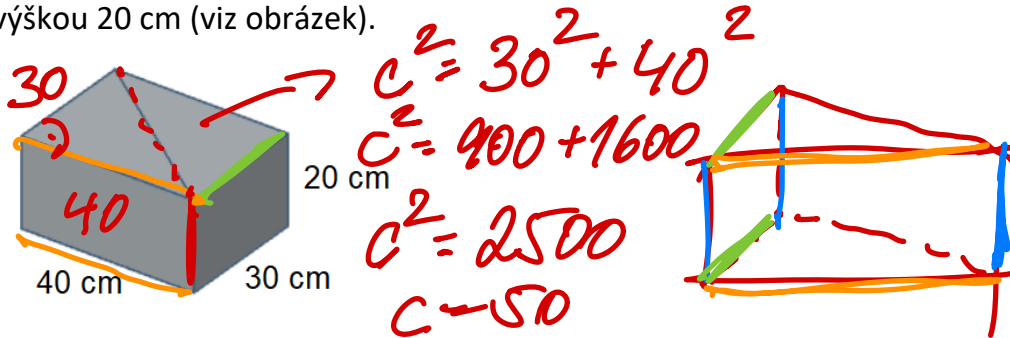 výškou 20 cm (viz obrázek).
c² = 30² + 40²
30
c² = 900 + 1600
20 cm
40
c² = 2500
40 cm
30 cm
c = 50